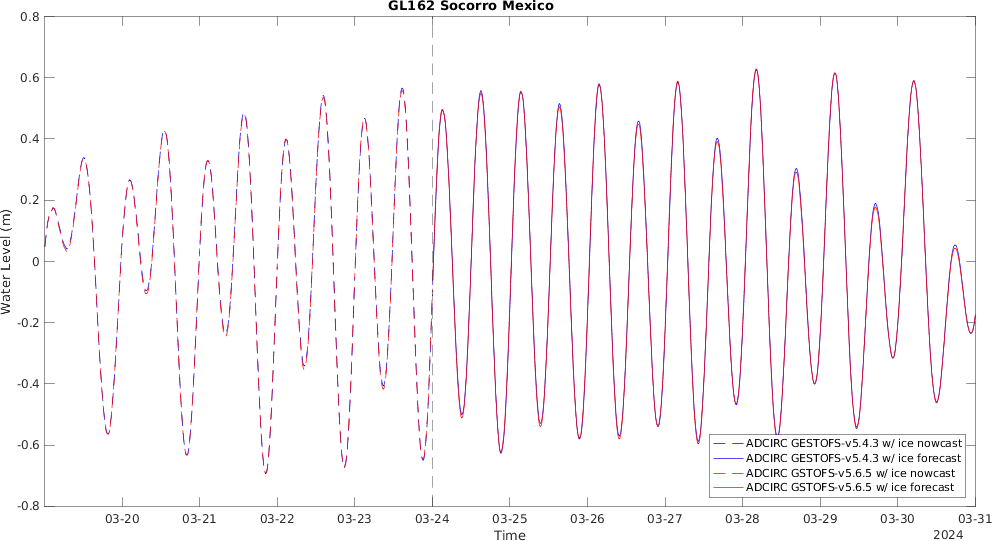 GL162 Socorro Mexico
0.8
0.6
0.4
0.2
0
-0.2
-0.4
-0.6
-0.8
Water Level (m)
ADCIRC GESTOFS-v5.4.3 w/ ice nowcast
ADCIRC GESTOFS-v5.4.3 w/ ice forecast
ADCIRC GSTOFS-v5.6.5 w/ ice nowcast
ADCIRC GSTOFS-v5.6.5 w/ ice forecast
03-20 03-21 03-22 03-23 03-24 03-25 03-26 03-27 03-28 03-29 03-30 03-31
Time
2024